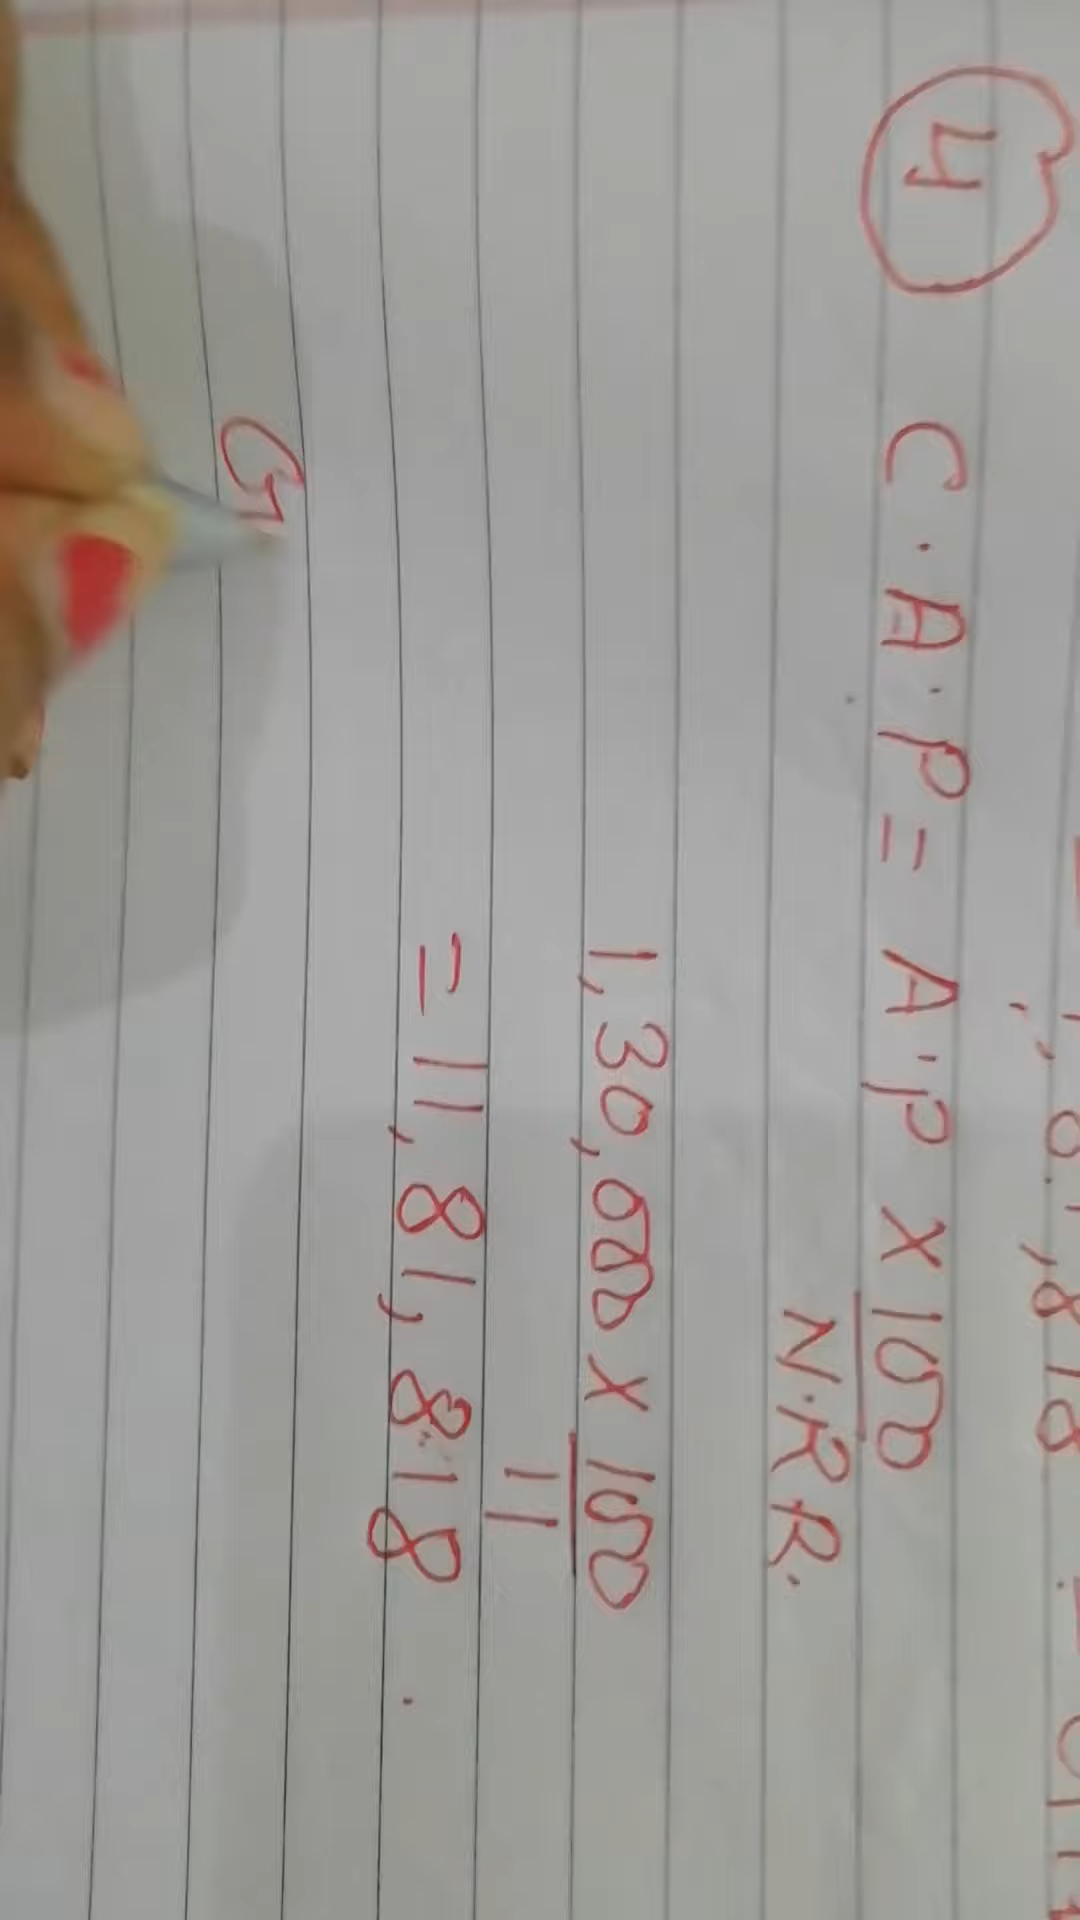 4 C.A.P = A.P X 100
N.R R.
1,30,000 X 100
11
= 11,81,818
G